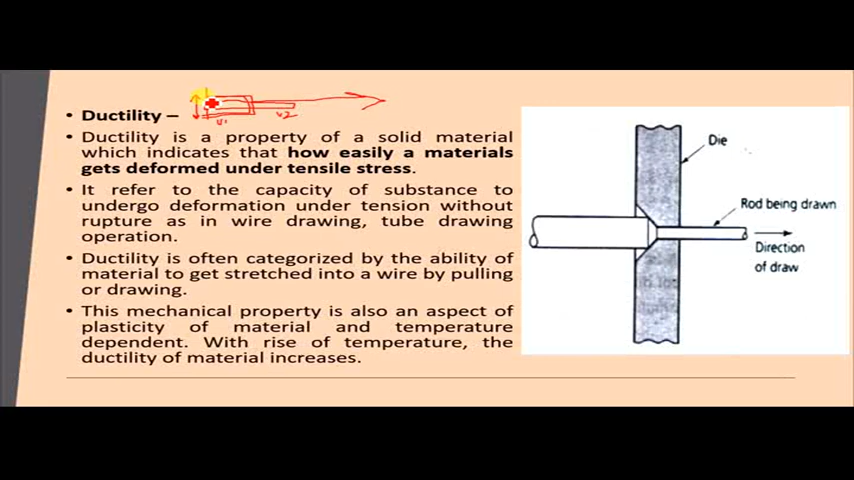 • Ductility –
• Ductility is a property of a solid material
which indicates that how easily a materials
gets deformed under tensile stress.
• It refer to the capacity of substance to
undergo deformation under tension without
rupture as in wire drawing, tube drawing
operation.
• Ductility is often categorized by the ability of
material to get stretched into a wire by pulling
or drawing.
• This mechanical property is also an aspect of
plasticity of material and temperature
dependent. With rise of temperature, the
ductility of material increases.
Die
Rod being drawn
Direction
of draw